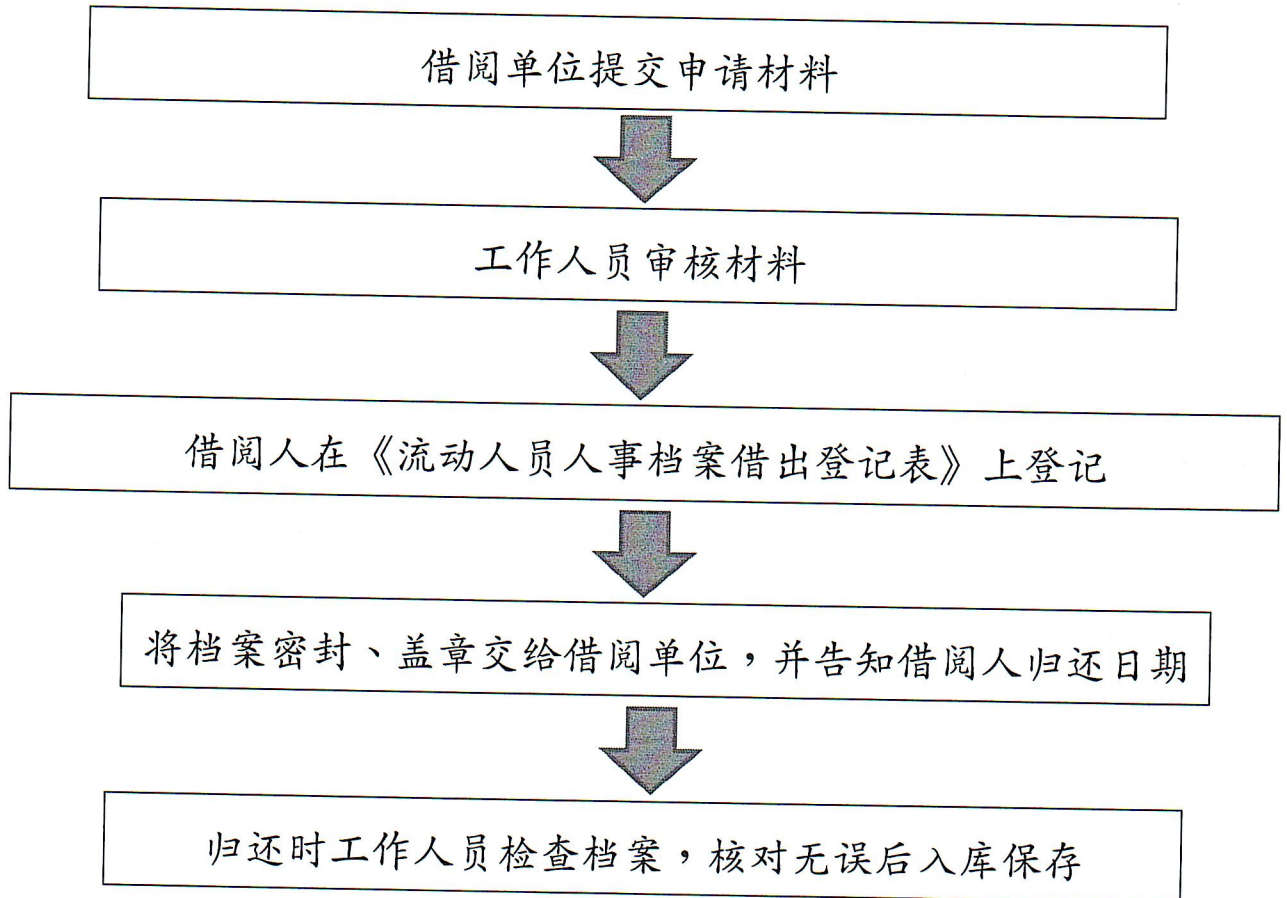 借阅单位提交申请材料
工作人员审核材料
借阅人在《流动人员人事档案借出登记表》上登记
将档案密封、盖章交给借阅单位，并告知借阅人归还日期
归还时工作人员检查档案，核对无误后入库保存